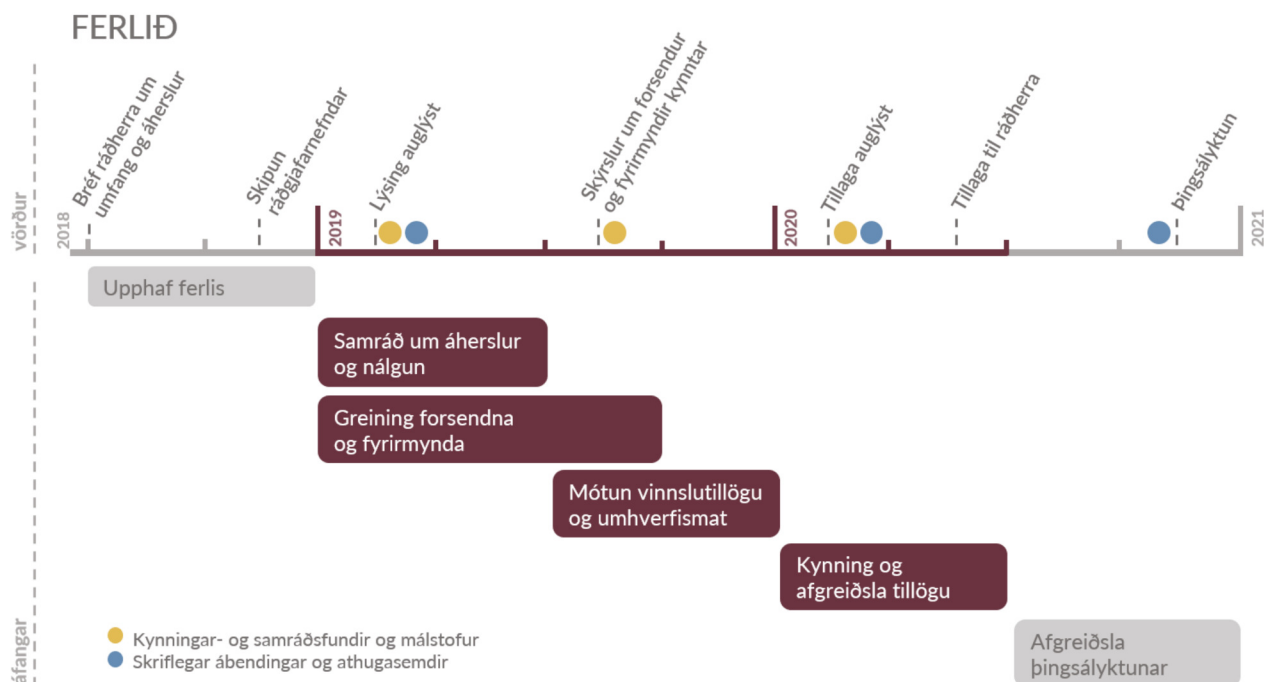 FERLIÐ
vörður
2018
Bréf ráðherra um
umfang og áherslur
Skipun
ráðgjafarnefndar
2019
Lýsing auglýst
Skýrslur um forsendur
og fyrirmyndir kynntar
2020
Tillaga auglýst
Tillaga til ráðherra
Þingsályktun
2021
Upphaf ferlis
Samráð um áherslur
og nálgun
Greining forsendna
og fyrirmynda
Mótun vinnslutillögu
og umhverfismat
Kynning og
afgreiðsla tillögu
Afgreiðsla
þingsályktunar
áfangar
Kynningar- og samráðsfundir og málstofur
Skriflegar ábendingar og athugasemdir